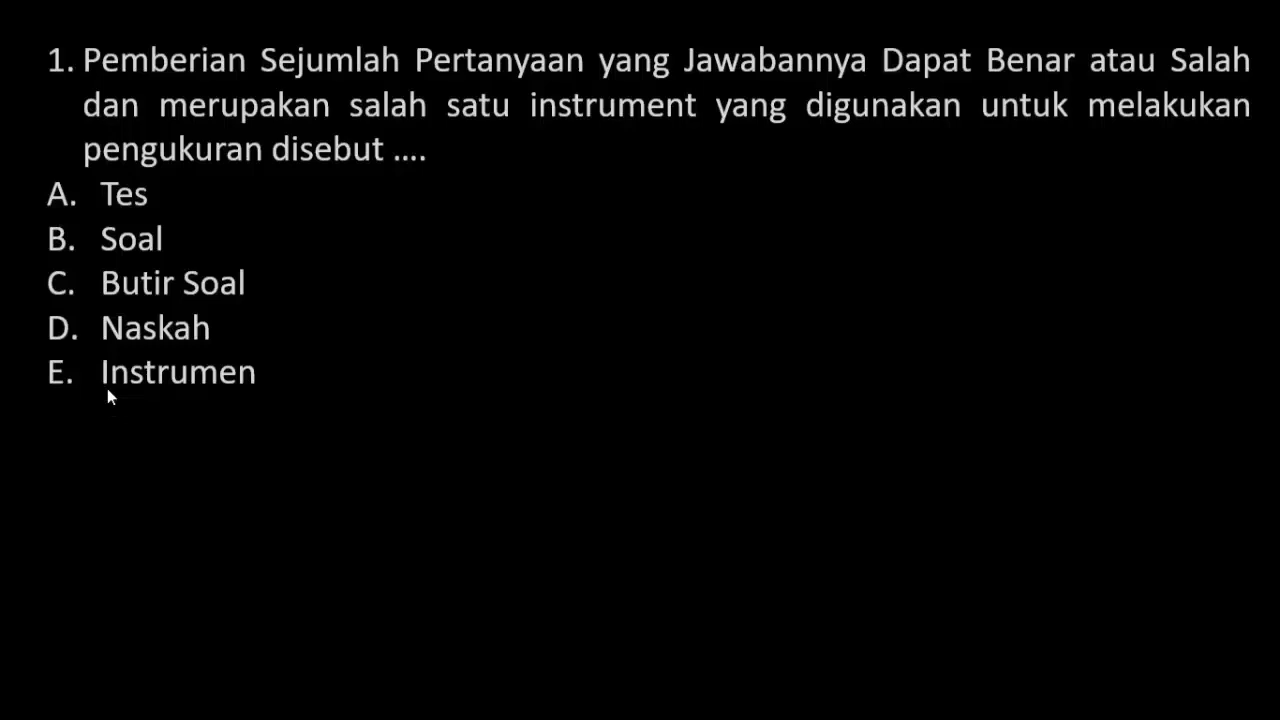 1. Pemberian Sejumlah Pertanyaan yang Jawabannya Dapat Benar atau Salah
dan merupakan salah satu instrument yang digunakan untuk melakukan
pengukuran disebut ....
A. Tes
B. Soal
C. Butir Soal
D. Naskah
E. Instrumen